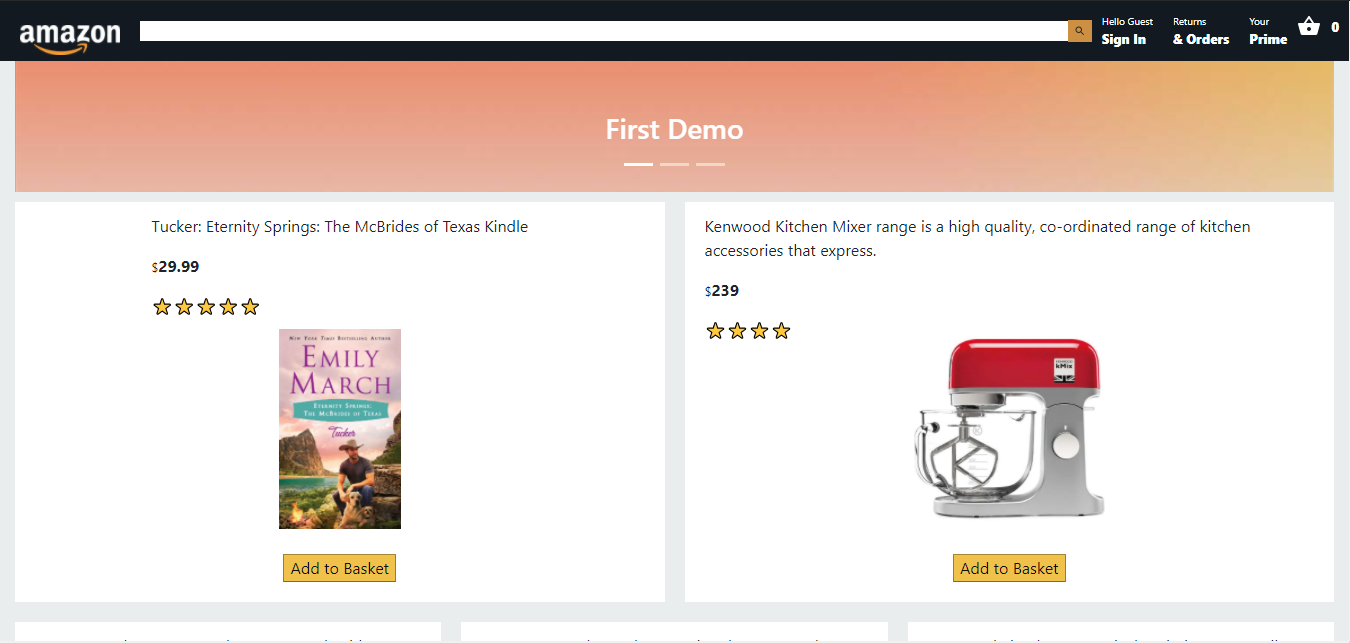 amazon
Hello Guest
Sign In
Returns
& Orders
Your
Prime
0
First Demo
Tucker: Eternity Springs: The McBrides of Texas Kindle
$29.99
NEW YORK TIMES BESTSELLING AUTHOR
EMILY
MARCH
ETERNITY SPRINGS:
THE MCBRIDES OF TEXAS
Tucker
Add to Basket
Kenwood Kitchen Mixer range is a high quality, co-ordinated range of kitchen
accessories that express.
$239
KENWOOD
kMix
Add to Basket